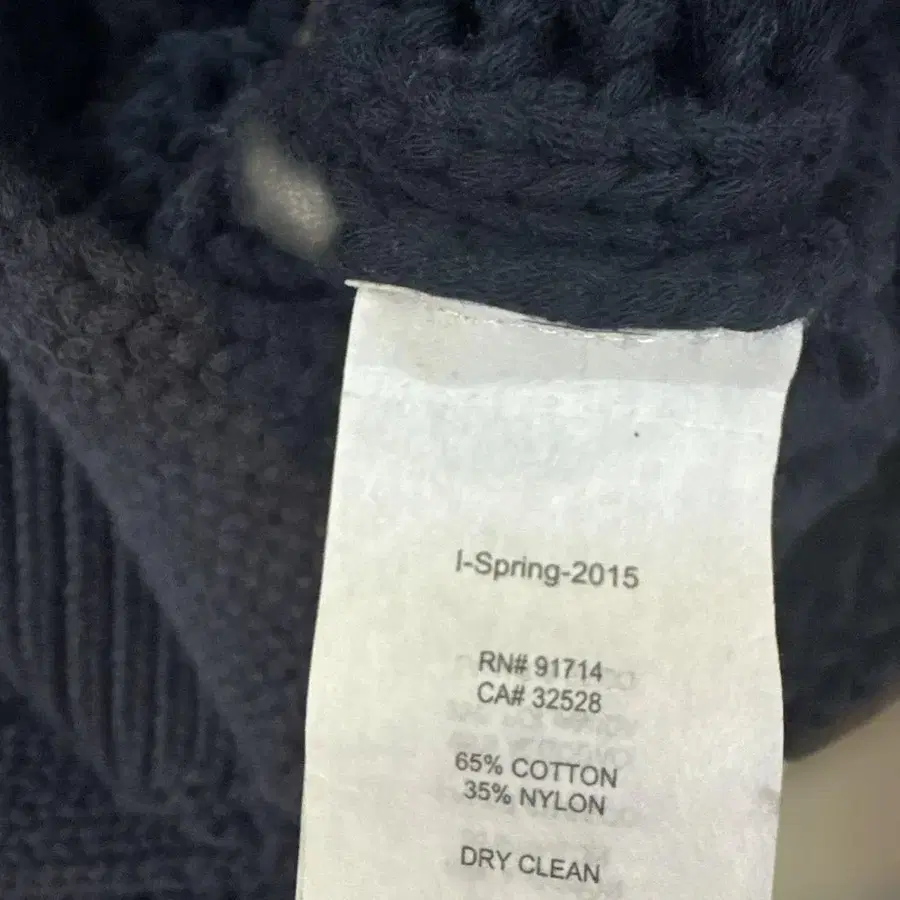 I-Spring-2015
RN# 91714
CA# 32528
65% COTTON
35% NYLON
DRY CLEAN